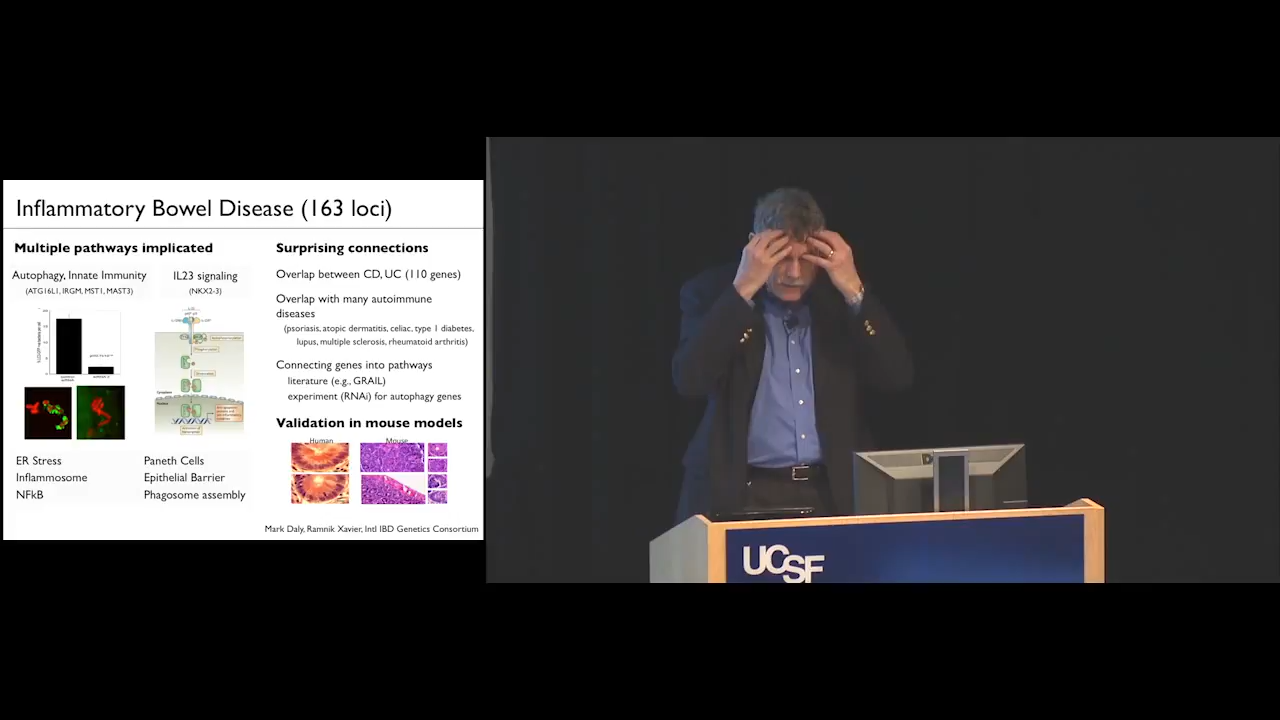 Inflammatory Bowel Disease (163 loci)
Multiple pathways implicated
Autophagy, Innate Immunity
(ATG16L1, IRGM, MST1, MAST3)
IL23 signaling
(NKX2-3)
Cytoplasm
Nucleus
ER Stress
Inflammosome
NFkB
Paneth Cells
Epithelial Barrier
Phagosome assembly
Surprising connections
Overlap between CD, UC (110 genes)
Overlap with many autoimmune
diseases
(psoriasis, atopic dermatitis, celiac, type 1 diabetes,
lupus, multiple sclerosis, rheumatoid arthritis)
Connecting genes into pathways
literature (e.g., GRAIL)
experiment (RNAi) for autophagy genes
Validation in mouse models
Human
Mouse
Mark Daly, Ramnik Xavier, Intl IBD Genetics Consortium
UCSF